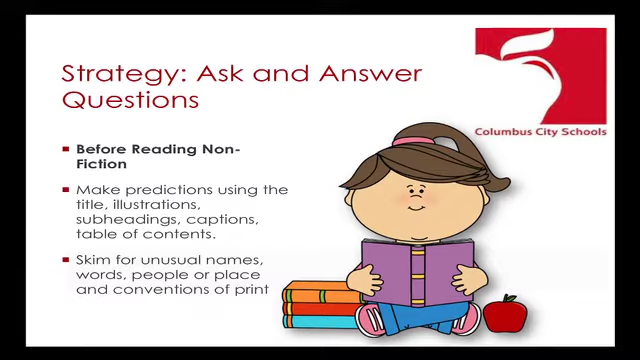 Strategy: Ask and Answer
Questions
Columbus City Schools
Before Reading Non-
Fiction
Make predictions using the
title, illustrations,
subheadings, captions,
table of contents.
Skim for unusual names,
words, people or place
and conventions of print